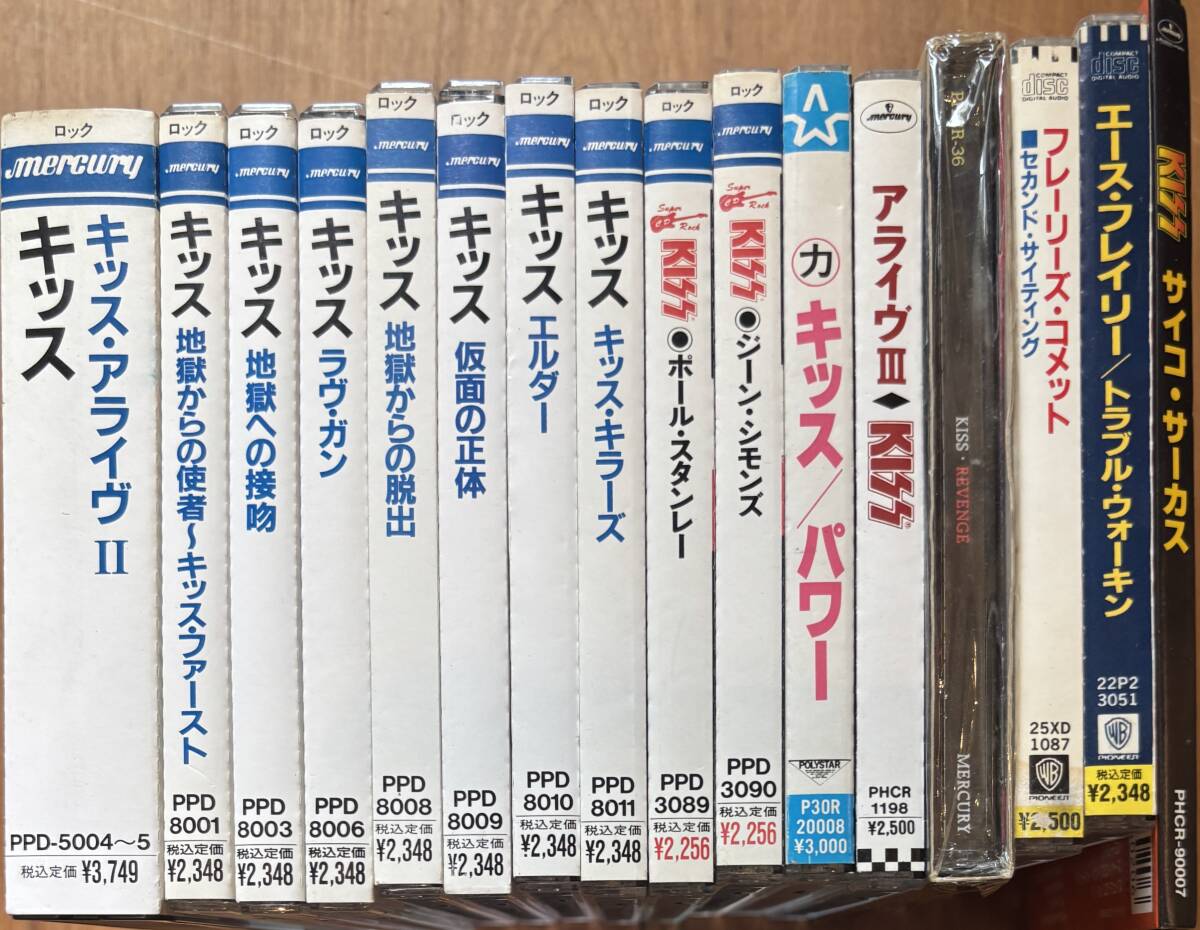 ロック
mercury
キッス・アライヴ II
キッス
PPD-5004〜5
税込定価 ¥3,749
ロック
mercury
キッス 地獄からの使者〜キッス・ファースト
PPD
8001
税込定価
¥2,348
ロック
mercury
キッス 地獄への接吻
PPD
8003
税込定価
¥2,348
ロック
mercury
キッス ラヴ・ガン
PPD
8006
税込定価
¥2,348
ロック
mercury
キッス 地獄からの脱出
PPD
8008
税込定価
¥2,348
ロック
mercury
キッス 仮面の正体
PPD
8009
税込定価
¥2,348
ロック
mercury
キッス エルダー
PPD
8010
税込定価
¥2,348
ロック
mercury
キッス キッス・キラーズ
PPD
8011
税込定価
¥2,348
ロック
mercury
Super
CD
Rock
KISS ●ポール・スタンレー
PPD
3089
税込定価
¥2,256
ロック
mercury
Super
CD
Rock
KISS ●ジーン・シモンズ
PPD
3090
税込定価
¥2,256
カ キッス/パワー
POLYSTAR
P30R
20008
¥3,000
mercury
アライヴIII◆KISS
PHCR
1198
¥2,500
R-36
KISS・REVENGE
MERCURY
COMPACT
disc
DIGITAL AUDIO
フレーリーズ・コメット
■セカンド・サイティング
25XD
1087
WB
PIONEER
¥2,500
COMPACT
disc
DIGITAL AUDIO
エース・フレイリー/トラブル・ウォーキン
22P2
3051
WB
PIONEER
税込定価
¥2,348
KISS サイコ・サーカス
PHCR-90007